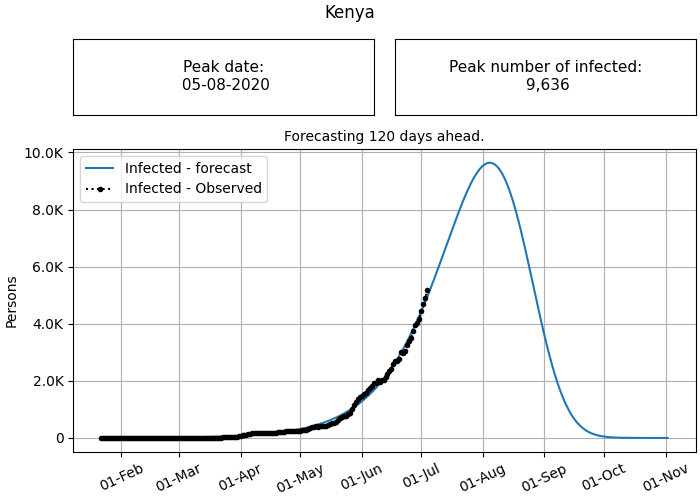 Kenya
Peak date:
05-08-2020
Peak number of infected:
9,636
Forecasting 120 days ahead.
Infected - forecast
Infected - Observed
Persons
10.0K
8.0K
6.0K
4.0K
2.0K
0
01-Feb
01-Mar
01-Apr
01-May
01-Jun
01-Jul
01-Aug
01-Sep
01-Oct
01-Nov